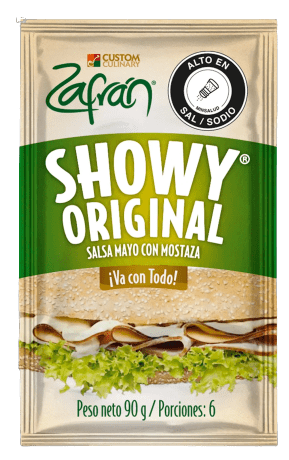 CUSTOM
CULINARY
Zafrán®
ALTO EN
MINSALUD
SAL / SODIO
SHOWY®
ORIGINAL
SALSA MAYO CON MOSTAZA
¡Va con Todo!
Peso neto 90 g / Porciones: 6